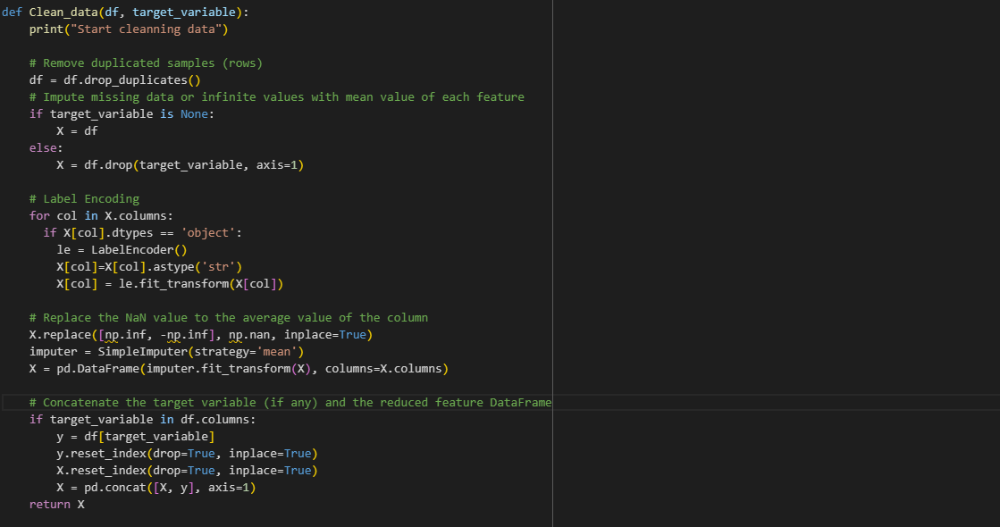 def Clean_data(df, target_variable):
    print("Start cleanning data")

    # Remove duplicated samples (rows)
    df = df.drop_duplicates()
    # Impute missing data or infinite values with mean value of each feature
    if target_variable is None:
        X = df
    else:
        X = df.drop(target_variable, axis=1)

    # Label Encoding
    for col in X.columns:
      if X[col].dtypes == 'object':
        le = LabelEncoder()
        X[col]=X[col].astype('str')
        X[col] = le.fit_transform(X[col])

    # Replace the NaN value to the average value of the column
    X.replace([np.inf, -np.inf], np.nan, inplace=True)
    imputer = SimpleImputer(strategy='mean')
    X = pd.DataFrame(imputer.fit_transform(X), columns=X.columns)

    # Concatenate the target variable (if any) and the reduced feature DataFrame
    if target_variable in df.columns:
        y = df[target_variable]
        y.reset_index(drop=True, inplace=True)
        X.reset_index(drop=True, inplace=True)
        X = pd.concat([X, y], axis=1)
    return X